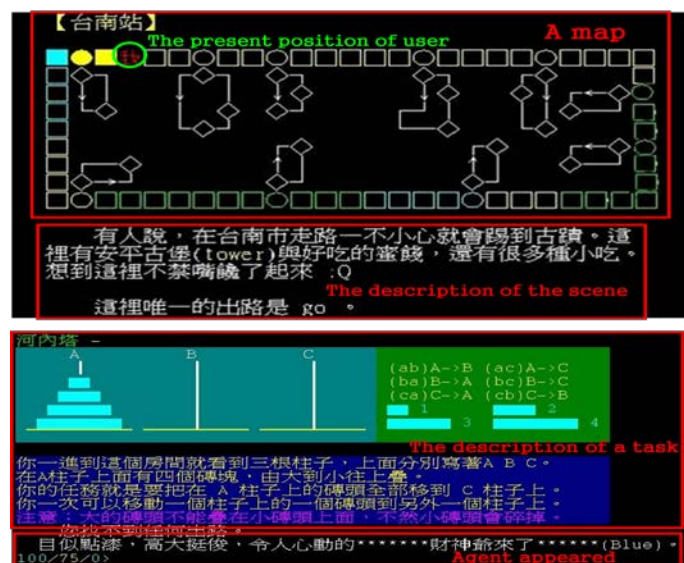 【台南站】
The present position of user
A map
有人說，在台南市走路一不小心就會踢到古蹟。這
裡有安平古堡(tower)與好吃的蜜餞，還有很多種小吃。
想到這裡不禁嘴饞了起來 :Q
The description of the scene
這裡唯一的出路是 go 。
河內塔 -
A B C
(ab)A->B (ac)A->C
(ba)B->A (bc)B->C
(ca)C->A (cb)C->B
1 2
3 4
The description of a task
你一進到這個房間就看到三根柱子，上面分別寫著A B C。
在A柱子上面有四個磚塊，由大到小往上疊。
你的任務就是要把在 A 柱子上的磚頭全部移到 C 柱子上。
你一次可以移動一個柱子上的一個磚頭到另外一個柱子上。
注意：大的磚頭不能疊在小磚頭上面，不然小磚頭會碎掉。
您找不到任何出路。
目似點漆，高大挺俊，令人心動的*******財神爺來了******(Blue)。
100/75/0>
Agent appeared